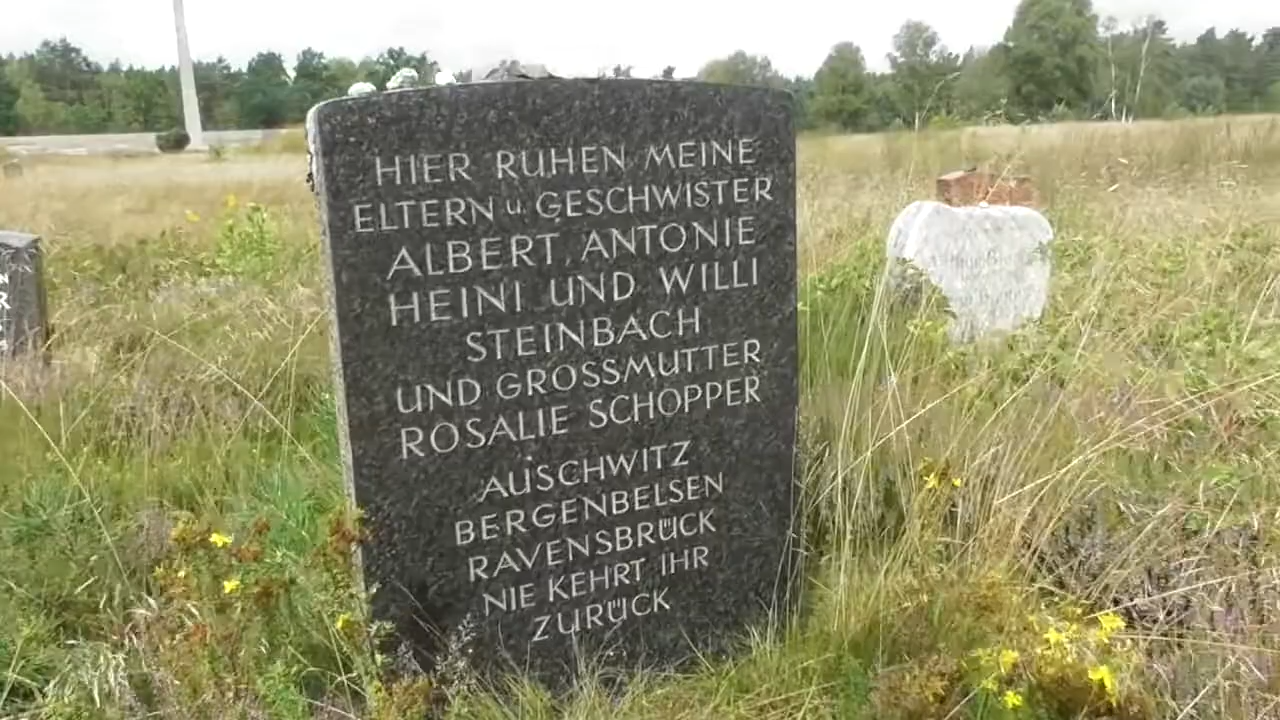 HIER RUHEN MEINE
ELTERN u. GESCHWISTER
ALBERT, ANTONIE
HEINI UND WILLI
STEINBACH
UND GROSSMUTTER
ROSALIE SCHOPPER
AUSCHWITZ
BERGENBELSEN
RAVENSBRÜCK
NIE KEHRT IHR
ZURÜCK